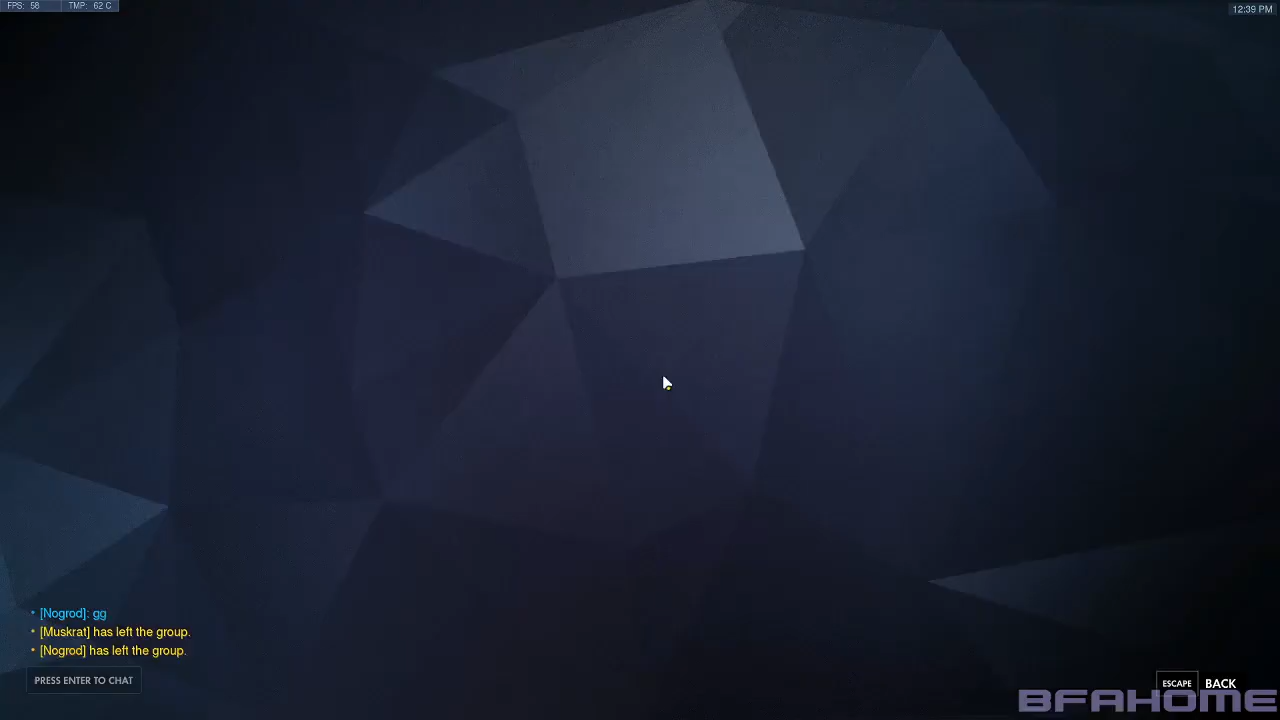 FPS: 58 TMP: 62 C
12:39 PM
• [Nogrod]: gg
• [Muskrat] has left the group.
• [Nogrod] has left the group.
PRESS ENTER TO CHAT
ESCAPE BACK
BFAHOME